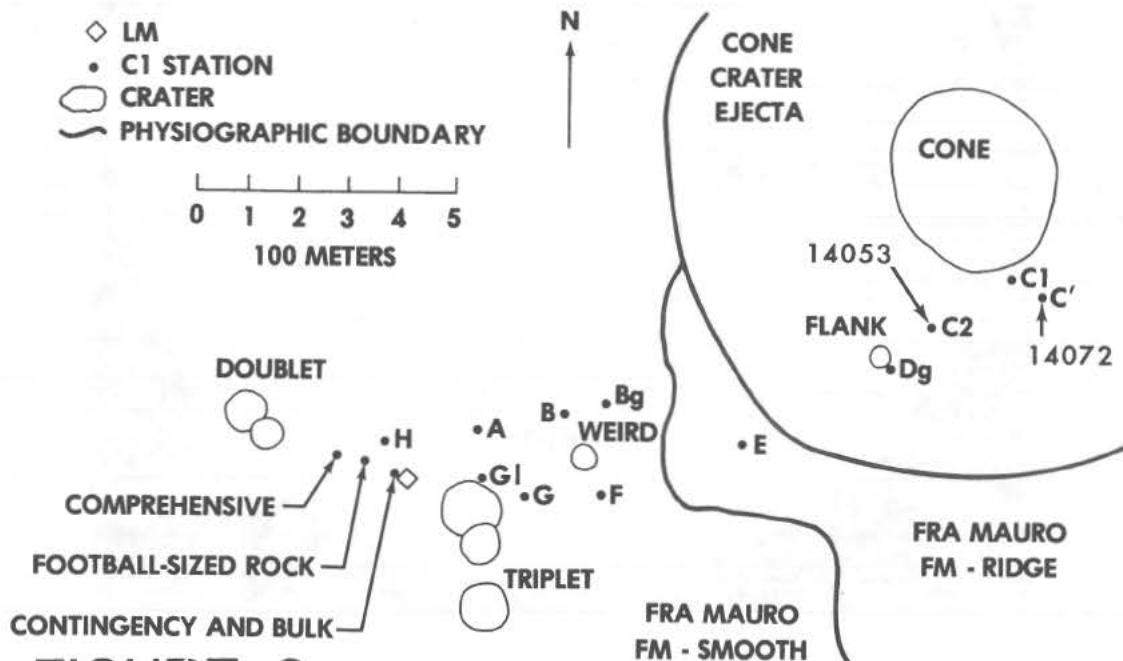 LM
C1 STATION
CRATER
PHYSIOGRAPHIC BOUNDARY
0 1 2 3 4 5
100 METERS
N
CONE
CRATER
EJECTA
CONE
14053
C1
C'
C2
FLANK
14072
Dg
DOUBLET
B
Bg
WEIRD
A
H
E
G1
G
F
COMPREHENSIVE
FOOTBALL-SIZED ROCK
TRIPLET
CONTINGENCY AND BULK
FRA MAURO
FM - RIDGE
FRA MAURO
FM - SMOOTH